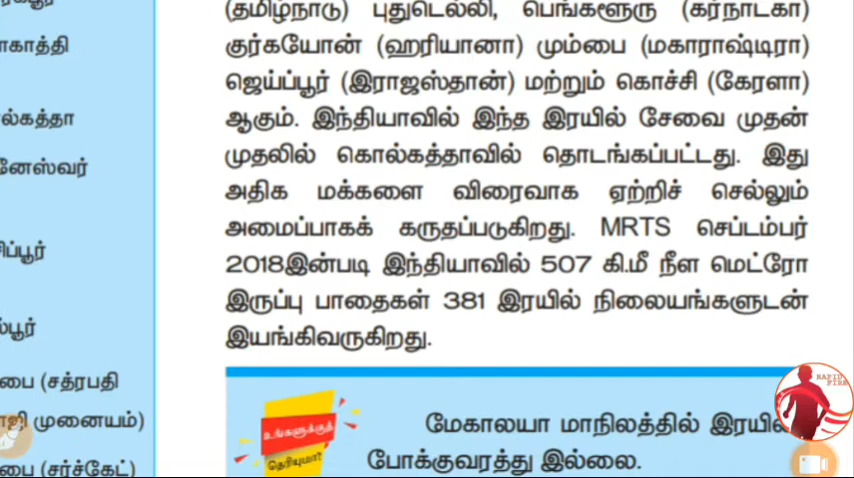 காத்தி
ல்கத்தா
னேஸ்வர்
சிப்பூர்
ல்பூர்
பை (சத்ரபதி
ாஜி முனையம்)
பை (சர்ச்கேட்)
(தமிழ்நாடு) புதுடெல்லி, பெங்களூரு (கர்நாடகா)
குர்கயோன் (ஹரியானா) மும்பை (மகாராஷ்டிரா)
ஜெய்ப்பூர் (இராஜஸ்தான்) மற்றும் கொச்சி (கேரளா)
ஆகும். இந்தியாவில் இந்த இரயில் சேவை முதன்
முதலில் கொல்கத்தாவில் தொடங்கப்பட்டது. இது
அதிக மக்களை விரைவாக ஏற்றிச் செல்லும்
அமைப்பாகக் கருதப்படுகிறது. MRTS செப்டம்பர்
2018இன்படி இந்தியாவில் 507 கி.மீ நீள மெட்ரோ
இருப்பு பாதைகள் 381 இரயில் நிலையங்களுடன்
இயங்கிவருகிறது.
உங்களுக்குத்
தெரியுமா?
மேகாலயா மாநிலத்தில் இரயில்
போக்குவரத்து இல்லை.
RAPID
FIRE